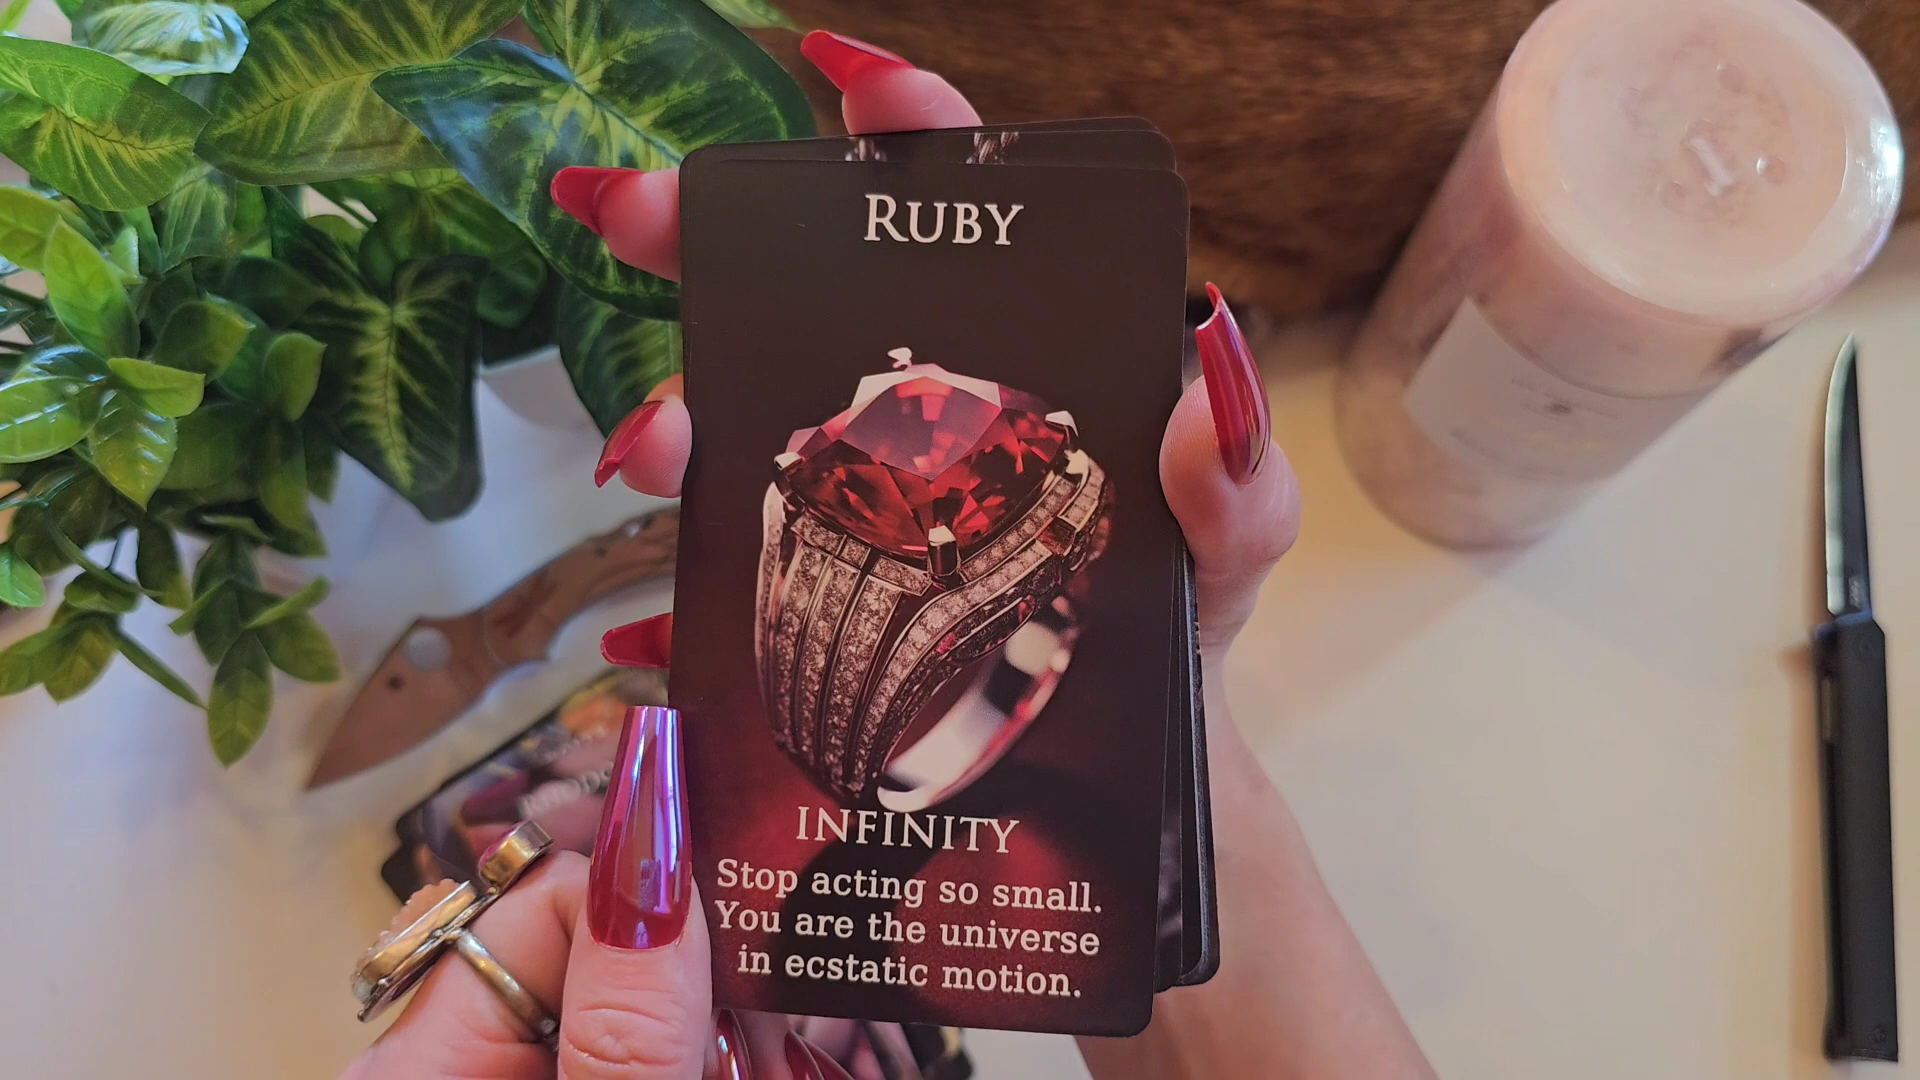 Ruby
INFINITY
Stop acting so small.
You are the universe
in ecstatic motion.